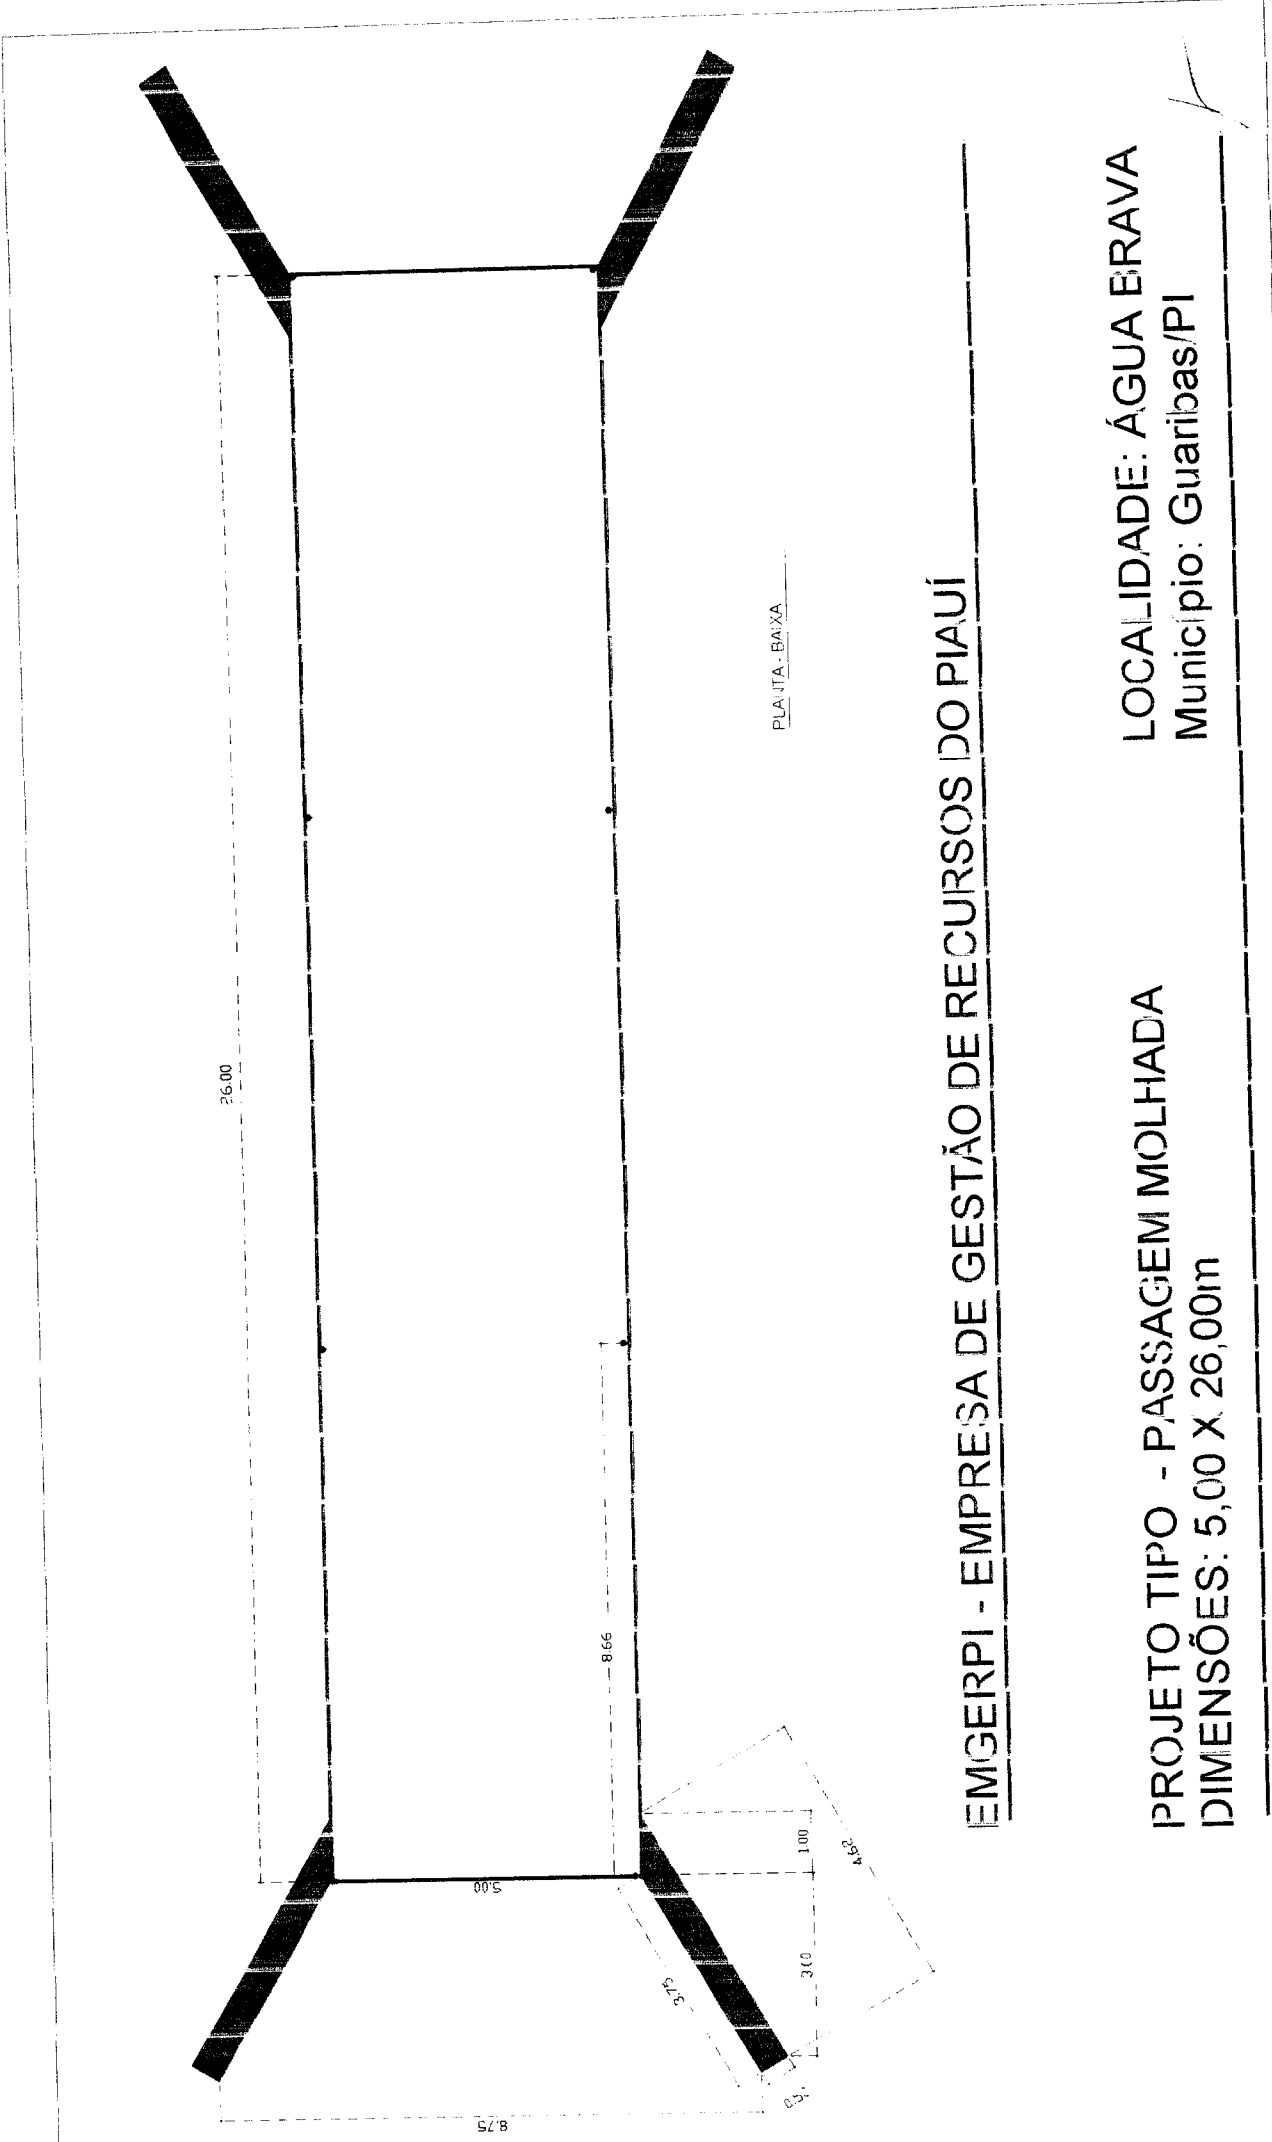 26.00
8.66
5.00
3.75
1.00
3.00
4.62
8.75
PLANTA - BAIXA
EMGERPI - EMPRESA DE GESTÃO DE RECURSOS DO PIAUÍ
PROJETO TIPO - PASSAGEM MOLHADA
DIMENSÕES: 5,00 X 26,00m
LOCALIDADE: ÁGUA BRAVA
Município: Guaribas/PI